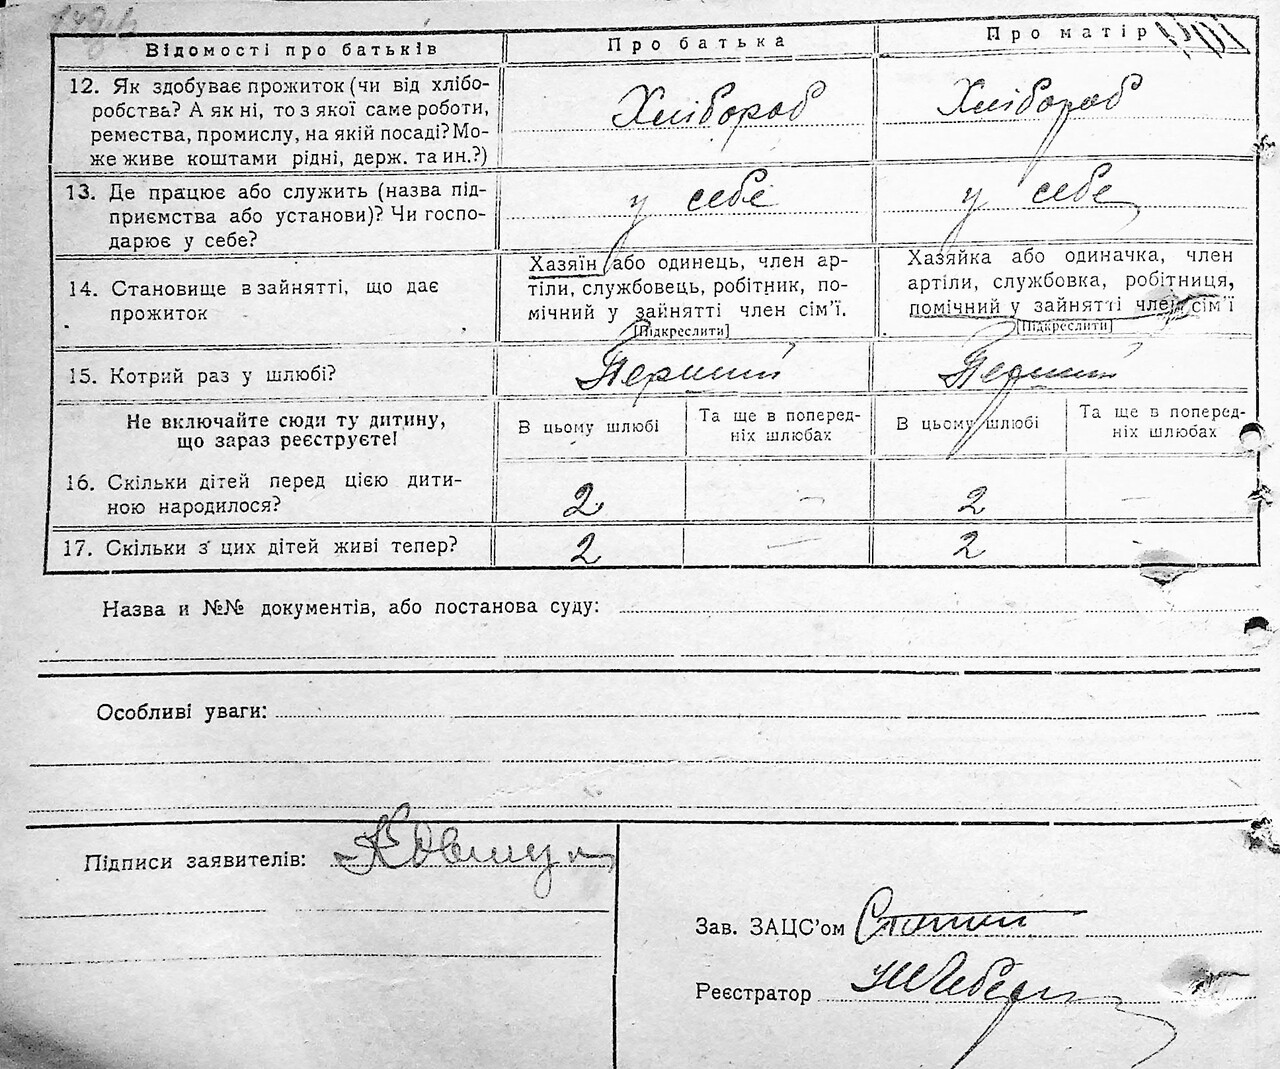 Відомості про батьків Про батька Про матір
12. Як здобуває прожиток (чи від хлібо-
робства? А як ні, то з якої саме роботи,
ремества, промислу, на якій посаді? Мо-
же живе коштами рідні, держ. та ин.?)
Хлібороб Хлібороб
13. Де працює або служить (назва під-
приємства або установи)? Чи госпо-
дарює у себе?
у себе у себе
14. Становище в зайнятті, що дає
прожиток
Хазяїн або одинець, член ар-
тіли, службовець, робітник, по-
мічний у зайнятті член сім'ї.
[Підкреслити]
Хазяйка або одиначка, член
артіли, службовка, робітниця,
помічний у зайнятті член сім'ї
[Підкреслити]
15. Котрий раз у шлюбі? Перший Перший
Не включайте сюди ту дитину,
що зараз реєструєте!
В цьому шлюбі
Та ще в поперед-
ніх шлюбах
В цьому шлюбі
Та ще в поперед-
ніх шлюбах
16. Скільки дітей перед цією дити-
ною народилося?
2 — 2 —
17. Скільки з цих дітей живі тепер? 2 — 2 -
Назва и №№ документів, або постанова суду:
Особливі уваги:
Підписи заявителів:
Зав. ЗАЦС'ом
Реєстратор